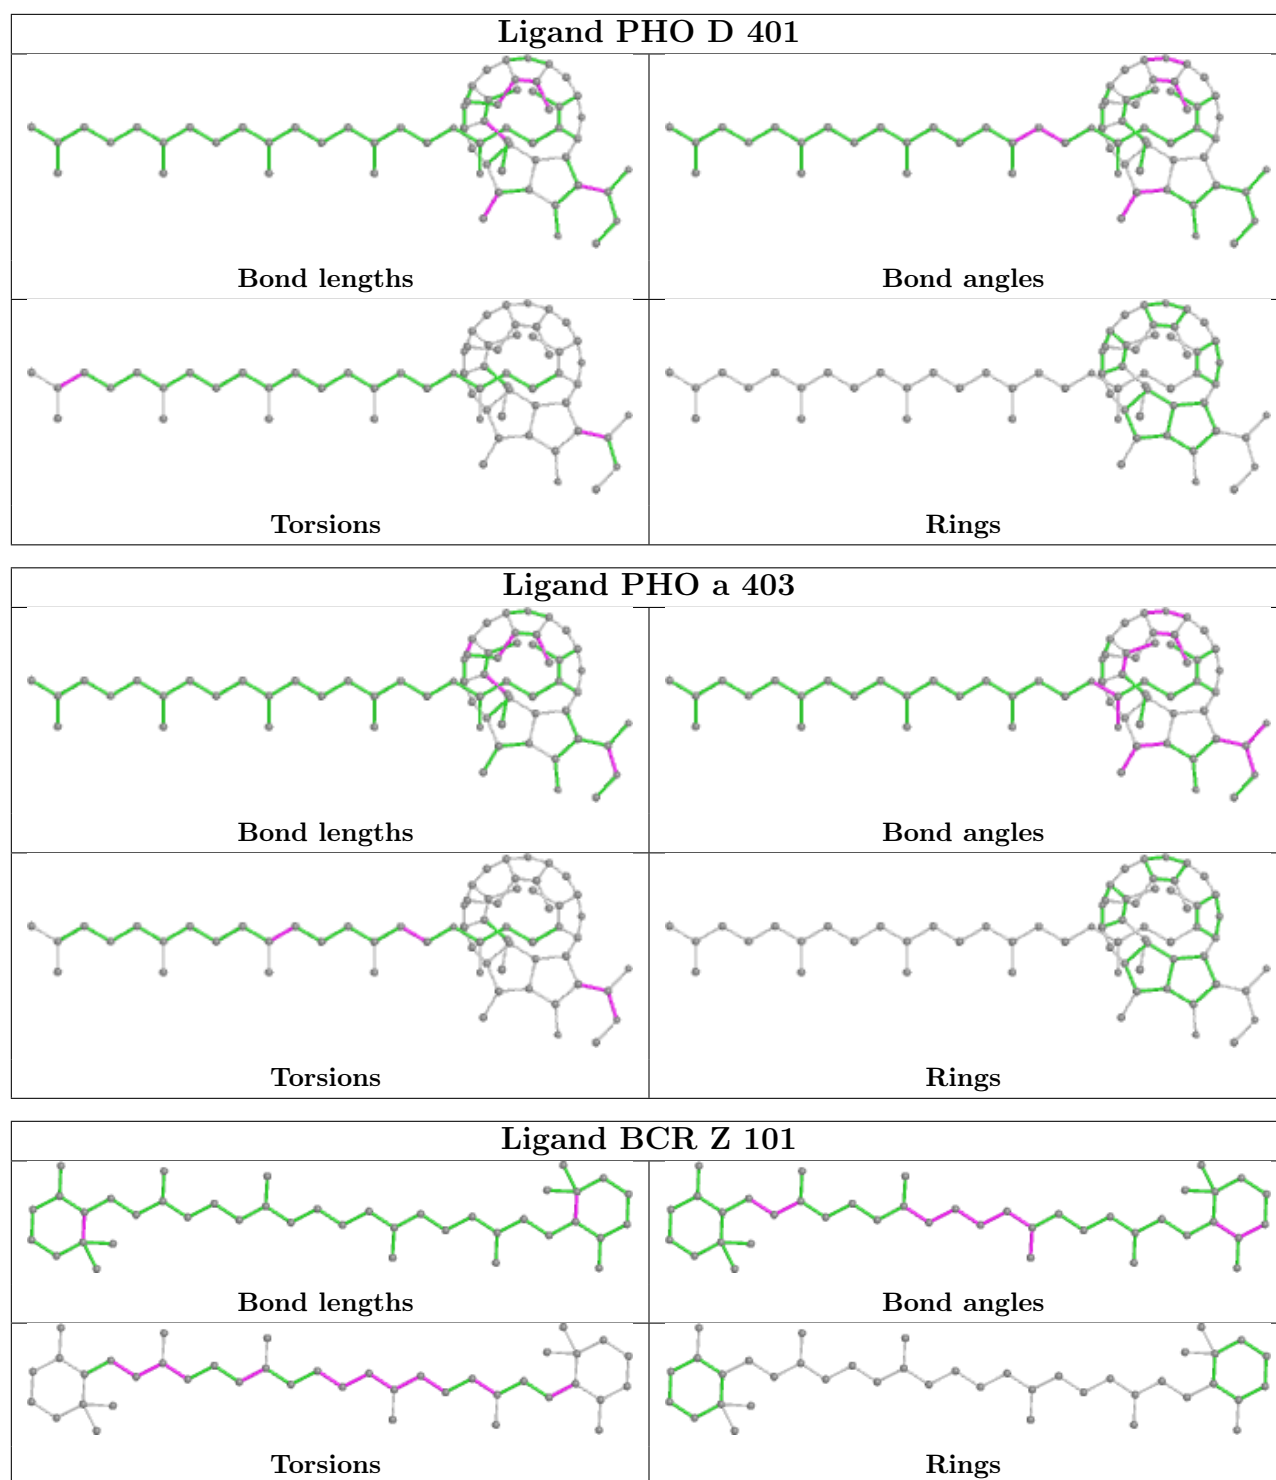 Ligand PHO D 401
Bond lengths
Bond angles
Torsions
Rings
Ligand PHO a 403
Bond lengths
Bond angles
Torsions
Rings
Ligand BCR Z 101
Bond lengths
Bond angles
Torsions
Rings